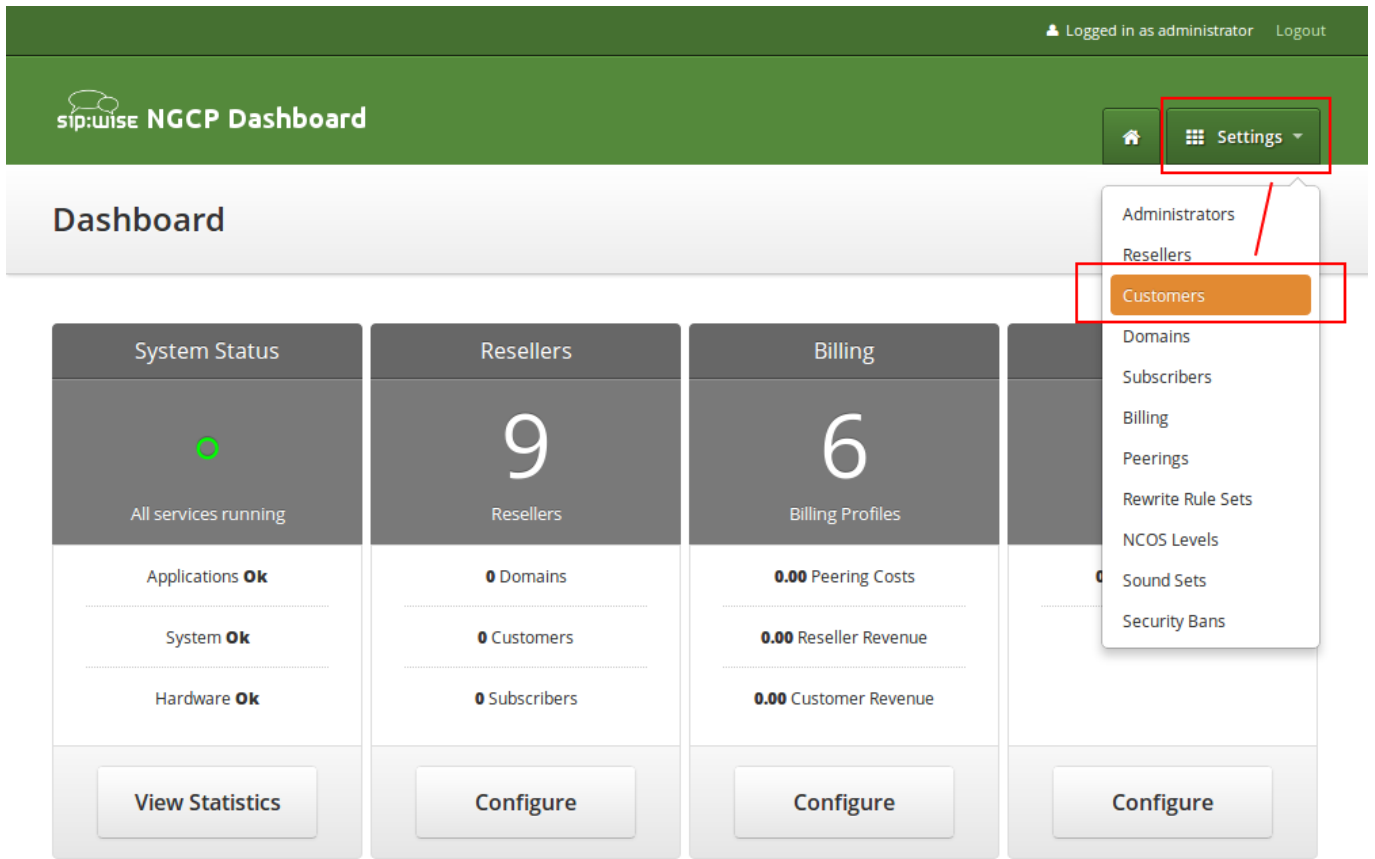 Logged in as administrator Logout
sip:wise NGCP Dashboard
Settings
Dashboard
Administrators
Resellers
Customers
Domains
Subscribers
Billing
Peerings
Rewrite Rule Sets
NCOS Levels
Sound Sets
Security Bans
System Status
All services running
Applications Ok
System Ok
Hardware Ok
View Statistics
Resellers
9
Resellers
0 Domains
0 Customers
0 Subscribers
Configure
Billing
6
Billing Profiles
0.00 Peering Costs
0.00 Reseller Revenue
0.00 Customer Revenue
Configure
Configure